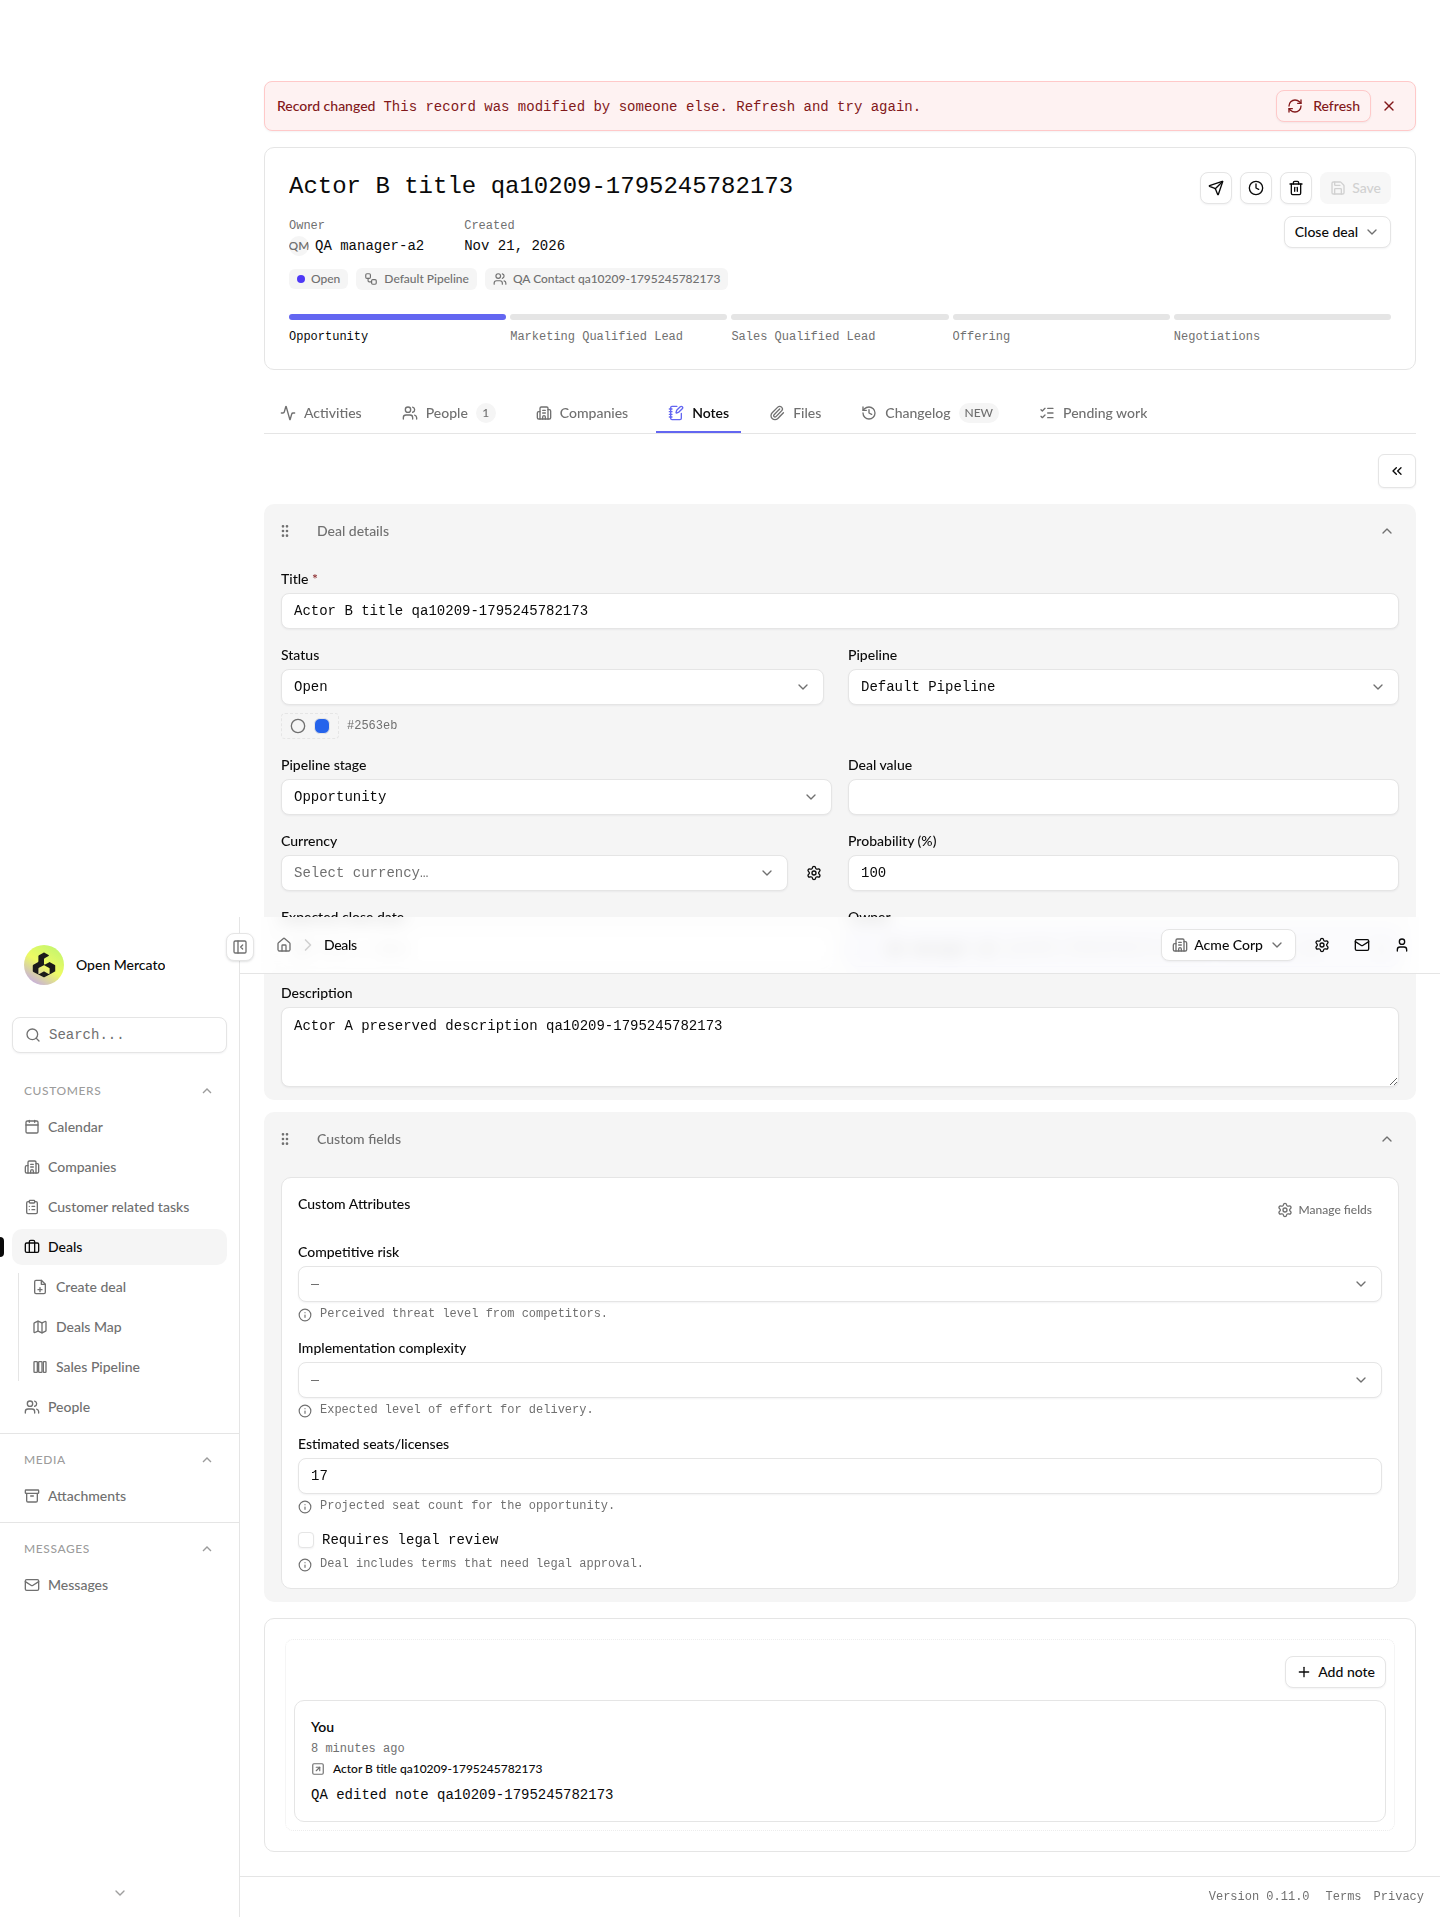 Record changed This record was modified by someone else. Refresh and try again.
Refresh
Actor B title qa10209-1795245782173
Save
Owner
Created
QM QA manager-a2
Nov 21, 2026
Close deal
Open
Default Pipeline
QA Contact qa10209-1795245782173
Opportunity
Marketing Qualified Lead
Sales Qualified Lead
Offering
Negotiations
Activities
People 1
Companies
Notes
Files
Changelog NEW
Pending work
Deal details
Title *
Actor B title qa10209-1795245782173
Status
Pipeline
Open
Default Pipeline
#2563eb
Pipeline stage
Deal value
Opportunity
Currency
Probability (%)
Select currency…
100
Expected close date
Owner
Open Mercato
Deals
Acme Corp
Description
Actor A preserved description qa10209-1795245782173
Search...
CUSTOMERS
Calendar
Companies
Customer related tasks
Deals
Create deal
Deals Map
Sales Pipeline
People
MEDIA
Attachments
MESSAGES
Messages
Custom fields
Custom Attributes
Manage fields
Competitive risk
—
Perceived threat level from competitors.
Implementation complexity
—
Expected level of effort for delivery.
Estimated seats/licenses
17
Projected seat count for the opportunity.
Requires legal review
Deal includes terms that need legal approval.
Add note
You
8 minutes ago
Actor B title qa10209-1795245782173
QA edited note qa10209-1795245782173
Version 0.11.0
Terms
Privacy